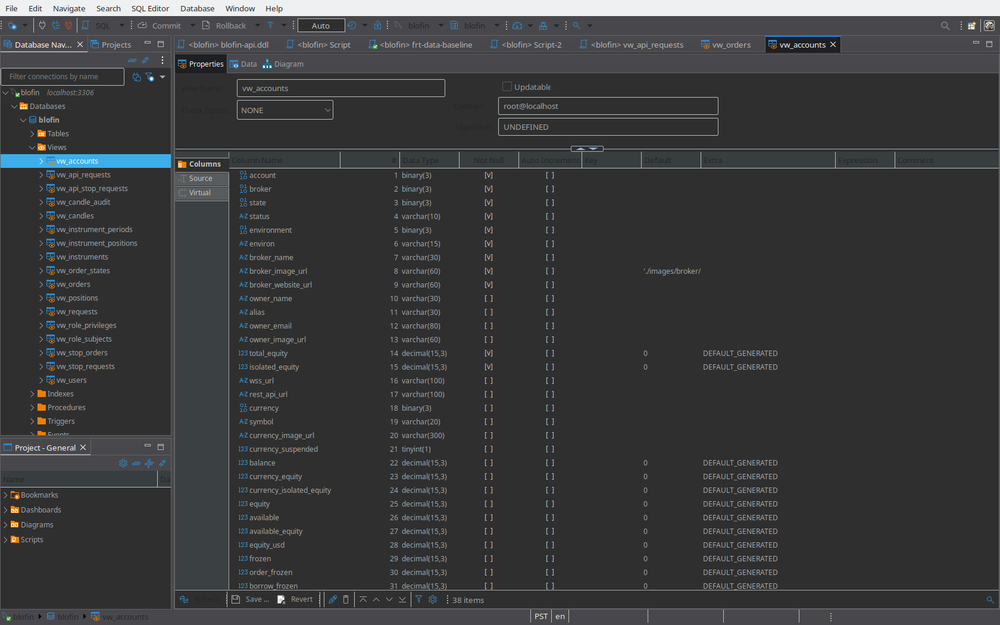 File Edit Navigate Search SQL Editor Database Window Help
SQL Commit Rollback T Auto blofin blofin
Database Nav... Projects
<blofin> blofin-api.ddl <blofin> Script <blofin> frt-data-baseline <blofin> Script-2 <blofin> vw_api_requests vw_orders vw_accounts
Properties Data Diagram
Filter connections by name
blofin localhost:3306
Databases
blofin
Tables
Views
vw_accounts
vw_api_requests
vw_api_stop_requests
vw_candle_audit
vw_candles
vw_instrument_periods
vw_instrument_positions
vw_instruments
vw_order_states
vw_orders
vw_positions
vw_requests
vw_role_privileges
vw_role_subjects
vw_stop_orders
vw_stop_requests
vw_users
Indexes
Procedures
Triggers
Events
Project - General
Name Da
Bookmarks
Dashboards
Diagrams
Scripts
View Name: vw_accounts
Updatable
Check Option: NONE
Definer: root@localhost
Algorithm: UNDEFINED
Columns
Source
Virtual
Column Name # Data Type Not Null Auto Increment Key Default Extra Expression Comment
account 1 binary(3) [v] [ ]
broker 2 binary(3) [v] [ ]
state 3 binary(3) [v] [ ]
status 4 varchar(10) [v] [ ]
environment 5 binary(3) [v] [ ]
environ 6 varchar(15) [v] [ ]
broker_name 7 varchar(30) [v] [ ]
broker_image_url 8 varchar(60) [v] [ ] './images/broker/
broker_website_url 9 varchar(60) [v] [ ]
owner_name 10 varchar(30) [ ] [ ]
alias 11 varchar(30) [ ] [ ]
owner_email 12 varchar(80) [ ] [ ]
owner_image_url 13 varchar(60) [ ] [ ]
total_equity 14 decimal(15,3) [v] [ ] 0 DEFAULT_GENERATED
isolated_equity 15 decimal(15,3) [v] [ ] 0 DEFAULT_GENERATED
wss_url 16 varchar(100) [ ] [ ]
rest_api_url 17 varchar(100) [ ] [ ]
currency 18 binary(3) [ ] [ ]
symbol 19 varchar(20) [ ] [ ]
currency_image_url 20 varchar(300) [ ] [ ]
currency_suspended 21 tinyint(1) [ ] [ ]
balance 22 decimal(15,3) [ ] [ ] 0 DEFAULT_GENERATED
currency_equity 23 decimal(15,3) [ ] [ ] 0 DEFAULT_GENERATED
currency_isolated_equity 24 decimal(15,3) [ ] [ ] 0 DEFAULT_GENERATED
equity 25 decimal(15,3) [ ] [ ] 0 DEFAULT_GENERATED
available 26 decimal(15,3) [ ] [ ] 0 DEFAULT_GENERATED
available_equity 27 decimal(15,3) [ ] [ ] 0 DEFAULT_GENERATED
equity_usd 28 decimal(15,3) [ ] [ ] 0 DEFAULT_GENERATED
frozen 29 decimal(15,3) [ ] [ ] 0 DEFAULT_GENERATED
order_frozen 30 decimal(15,3) [ ] [ ] 0 DEFAULT_GENERATED
borrow_frozen 31 decimal(15,3) [ ] [ ] 0 DEFAULT_GENERATED
Refresh Save ... Revert 38 items
blofin blofin vw_accounts PST en